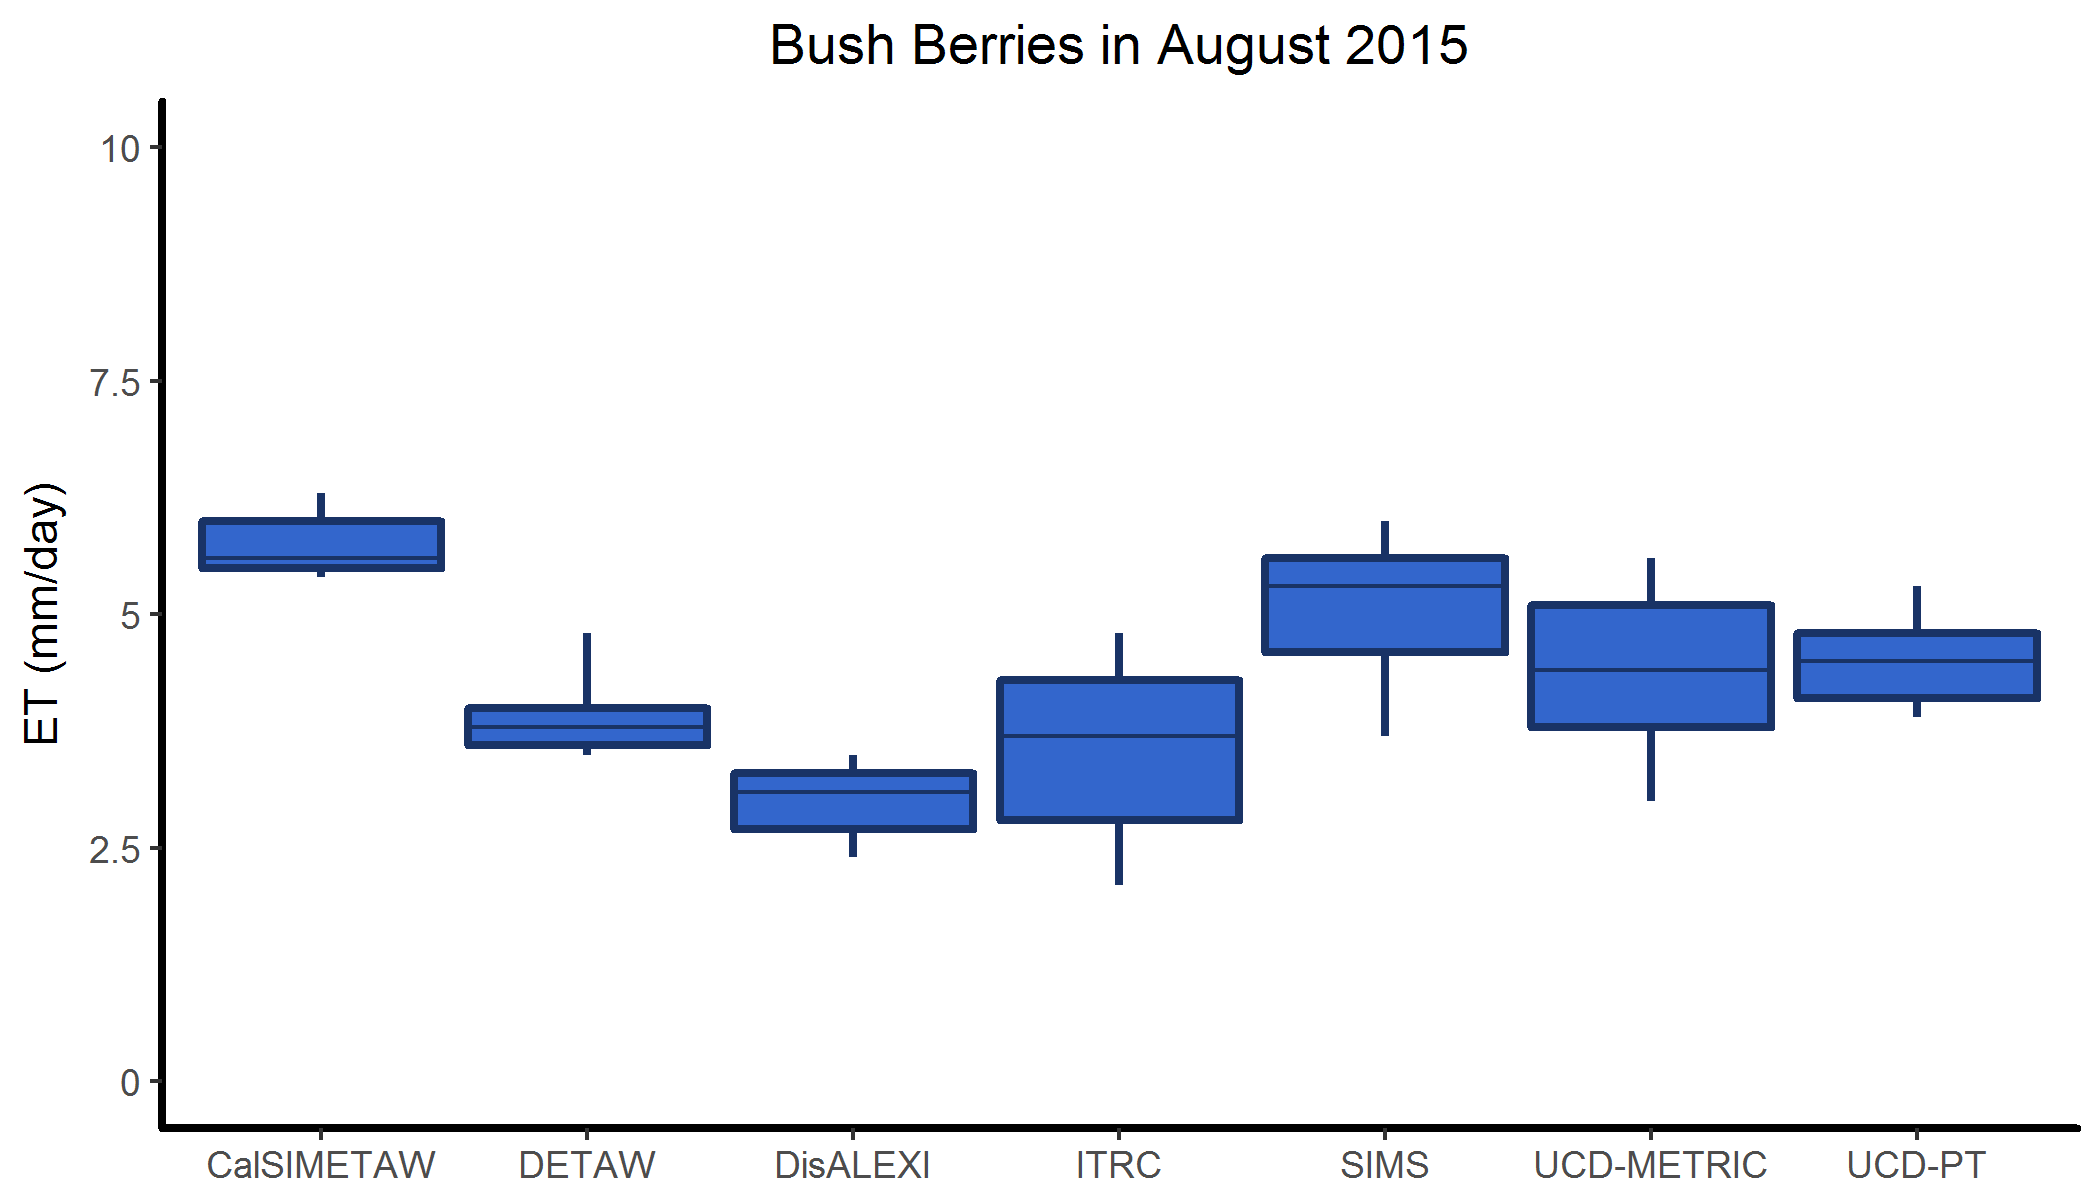 Bush Berries in August 2015
ET (mm/day)
10
7.5
5
2.5
0
CalSIMETAW
DETAW
DisALEXI
ITRC
SIMS
UCD-METRIC
UCD-PT